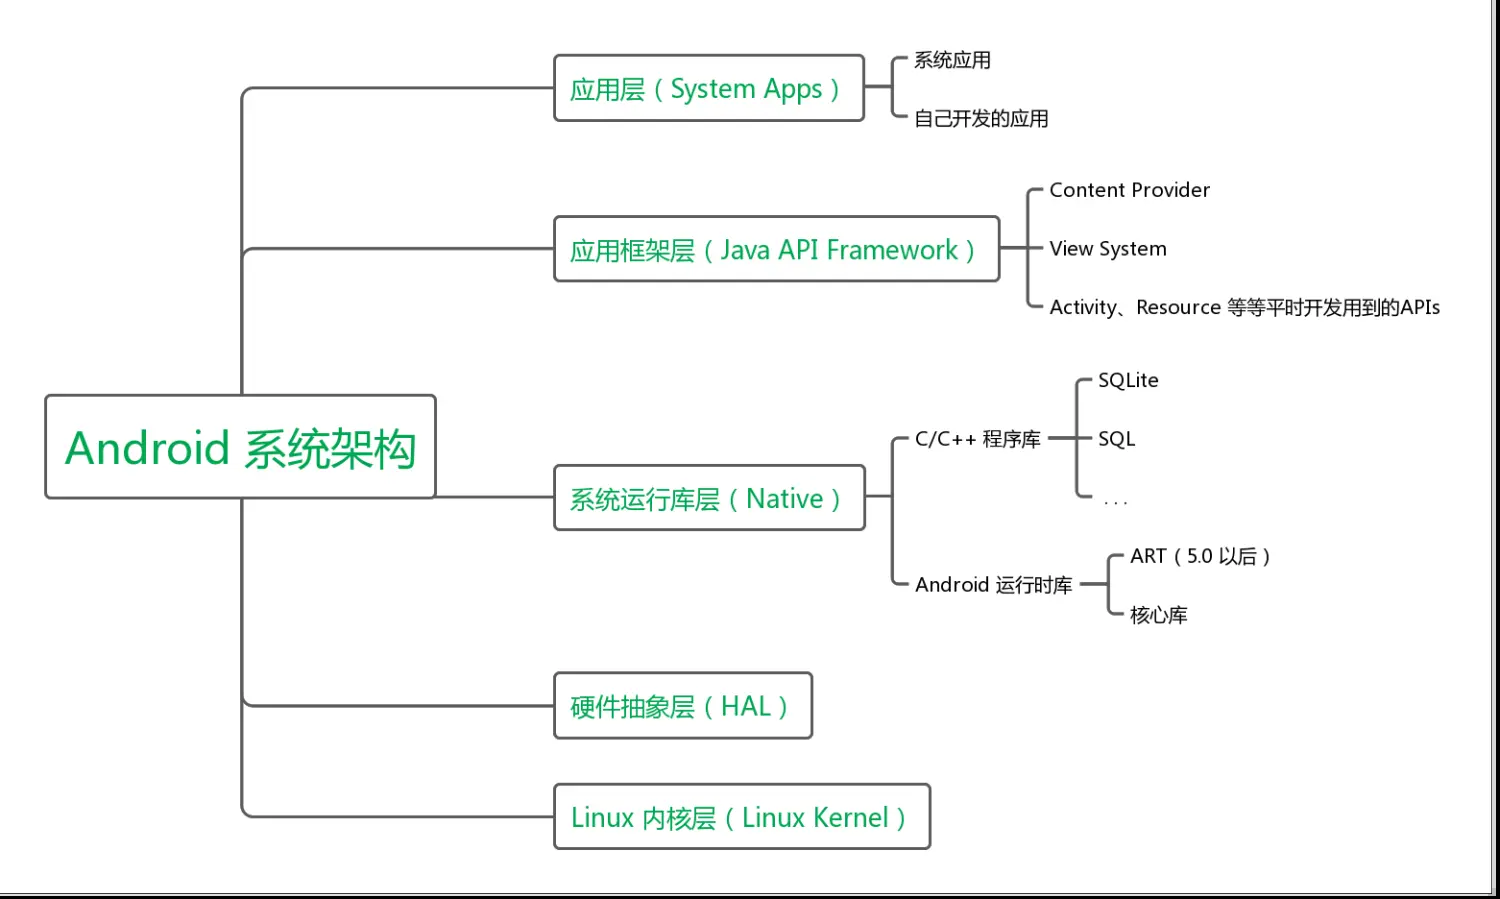 Android 系统架构
应用层（System Apps）
系统应用
自己开发的应用
应用框架层（Java API Framework）
Content Provider
View System
Activity、Resource 等等平时开发用到的APIs
系统运行库层（Native）
C/C++ 程序库
SQLite
SQL
...
Android 运行时库
ART（5.0 以后）
核心库
硬件抽象层（HAL）
Linux 内核层（Linux Kernel）